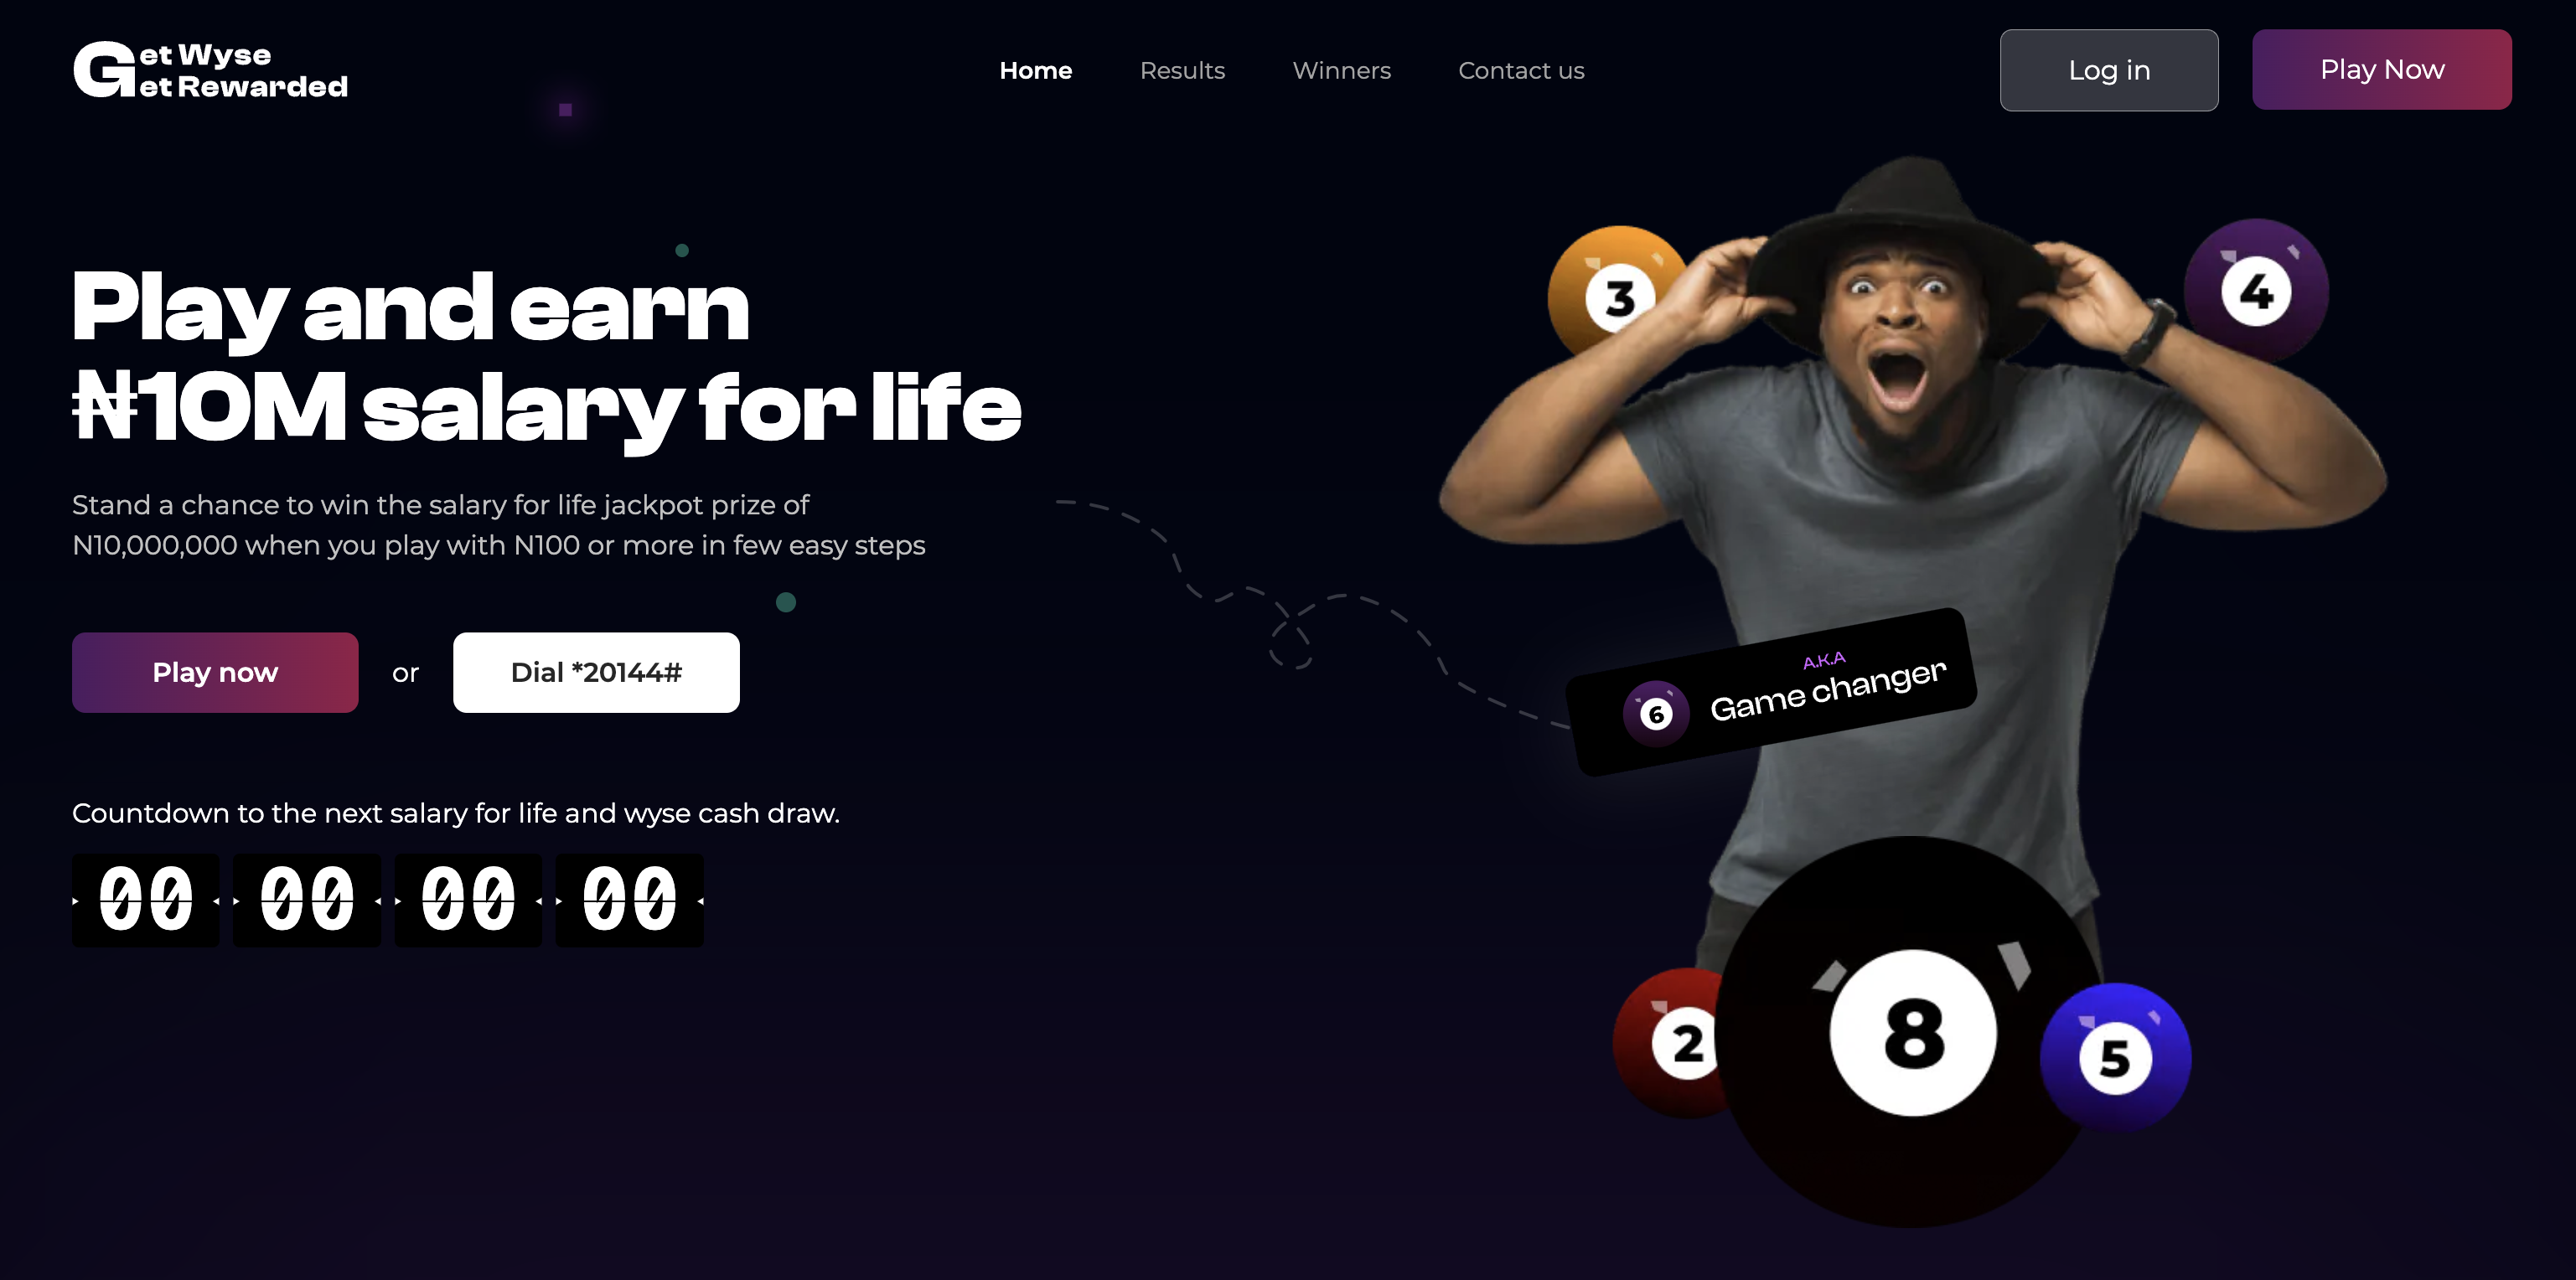 Get Wyse
Get Rewarded
Home
Results
Winners
Contact us
Log in
Play Now
Play and earn
₦10M salary for life
Stand a chance to win the salary for life jackpot prize of
N10,000,000 when you play with N100 or more in few easy steps
Play now
or
Dial *20144#
Countdown to the next salary for life and wyse cash draw.
00 00 00 00
3
4
A.K.A
6 Game changer
2
8
5